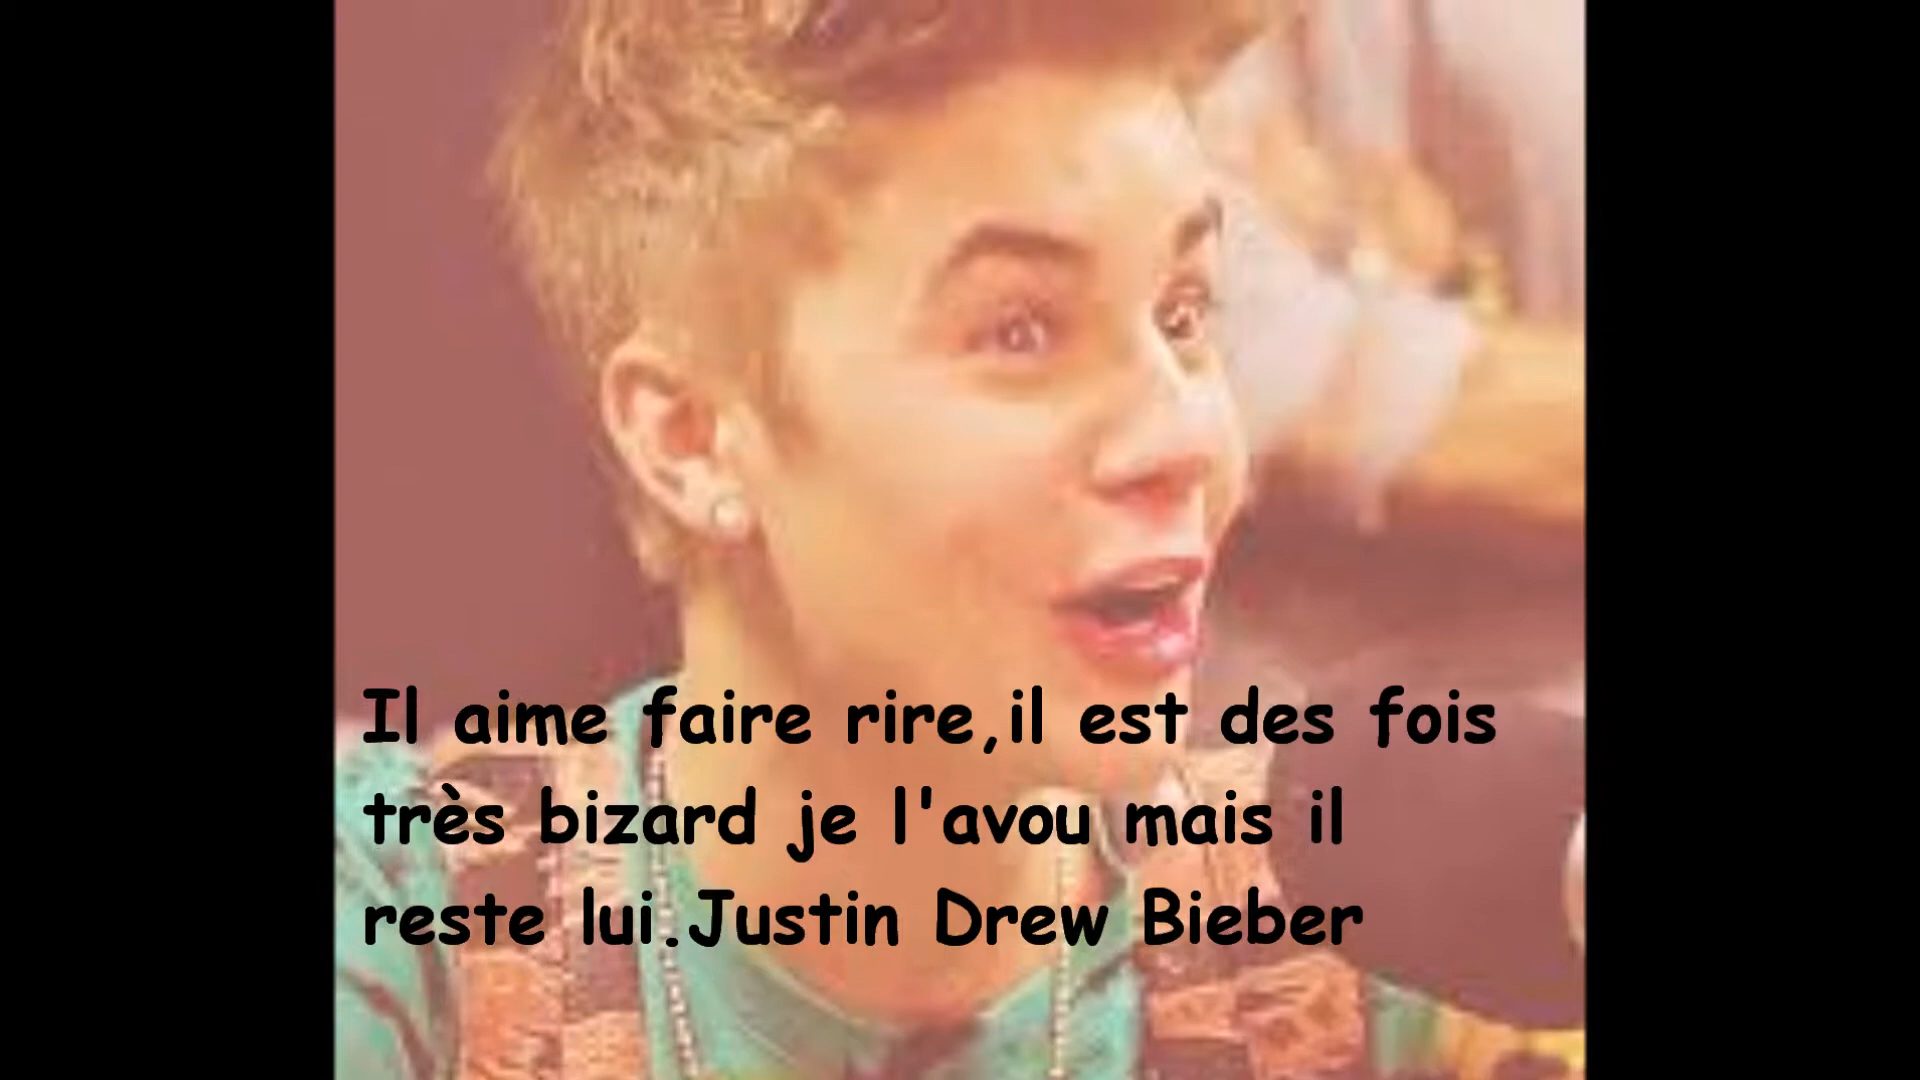 Il aime faire rire,il est des fois
très bizard je l'avou mais il
reste lui.Justin Drew Bieber